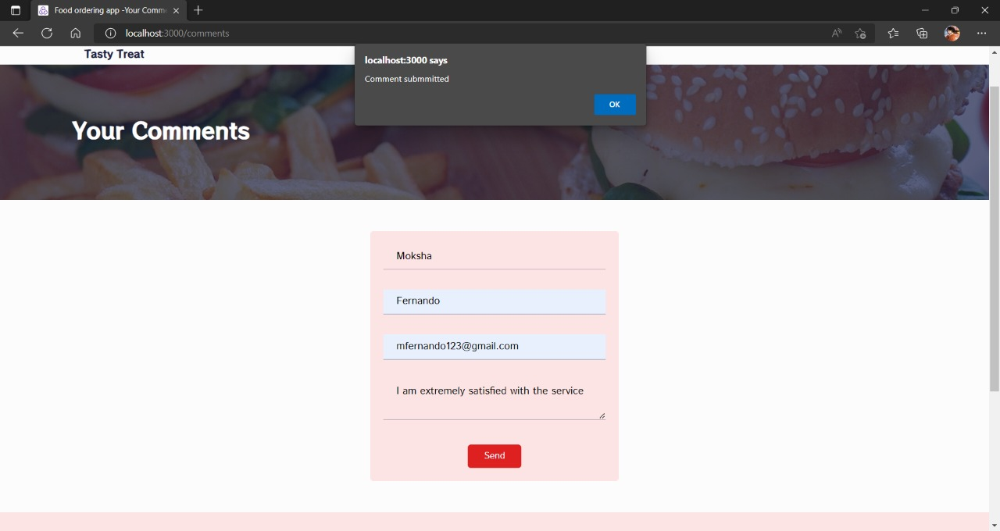 Food ordering app -Your Comme
localhost:3000/comments
Tasty Treat
localhost:3000 says
Comment submmitted
OK
Your Comments
Moksha
Fernando
mfernando123@gmail.com
I am extremely satisfied with the service
Send